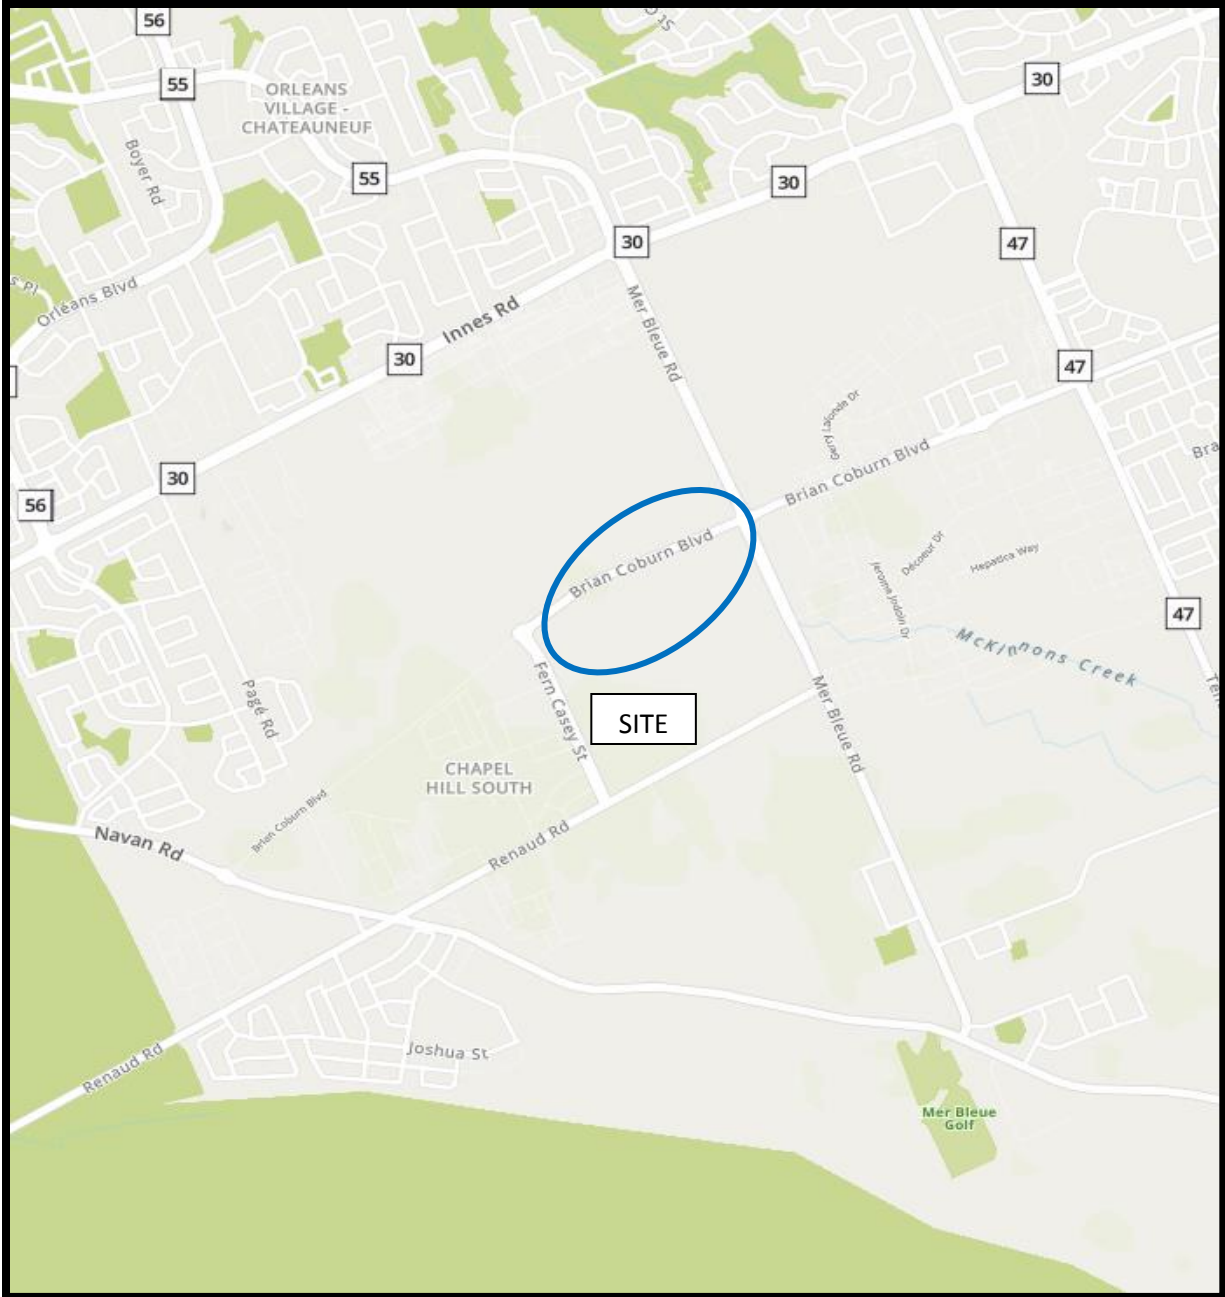 56
55
30
ORLEANS
VILLAGE -
CHATEAUNEUF
Boyer Rd
55
30
30
47
Orléans Blvd
Innes Rd
Mer Bleue Rd
30
47
Gerry Lalonde Dr
Brian Coburn Blvd
30
56
Brian Coburn Blvd
Décoeur Dr
Hepatica Way
Jerome Jodoin Dr
47
McKinnons Creek
Fern Casey St
Pagé Rd
Mer Bleue Rd
SITE
CHAPEL
HILL SOUTH
Brian Coburn Blvd
Navan Rd
Renaud Rd
Joshua St
Renaud Rd
Mer Bleue
Golf